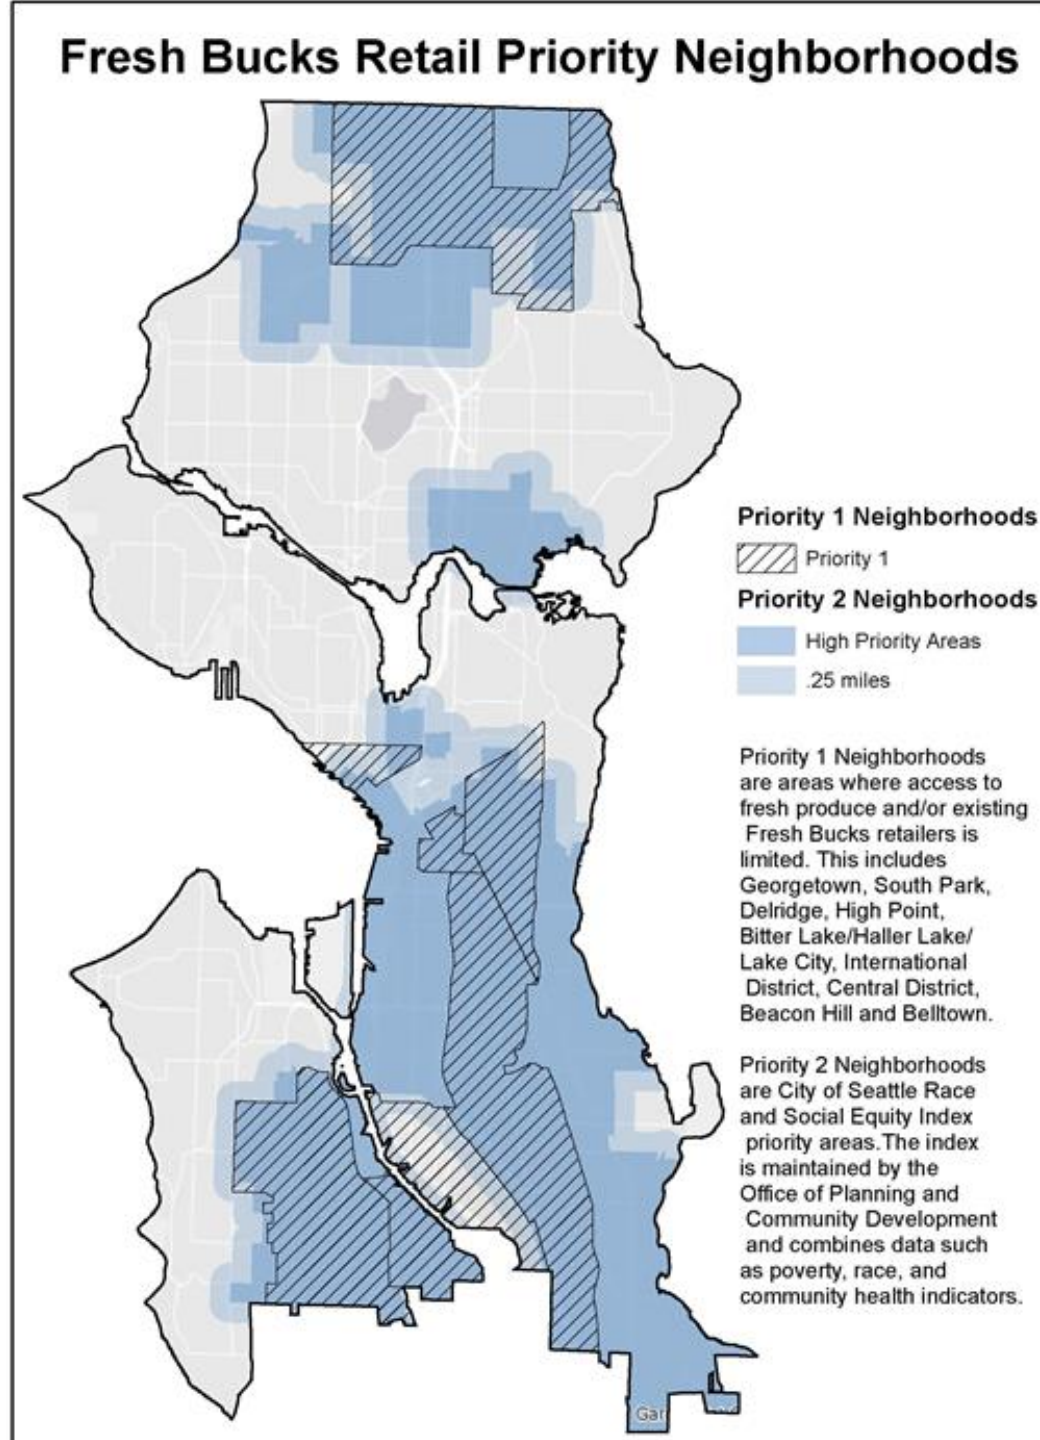 Fresh Bucks Retail Priority Neighborhoods
Priority 1 Neighborhoods
Priority 1
Priority 2 Neighborhoods
High Priority Areas
.25 miles
Priority 1 Neighborhoods
are areas where access to
fresh produce and/or existing
Fresh Bucks retailers is
limited. This includes
Georgetown, South Park,
Delridge, High Point,
Bitter Lake/Haller Lake/
Lake City, International
District, Central District,
Beacon Hill and Belltown.
Priority 2 Neighborhoods
are City of Seattle Race
and Social Equity Index
priority areas.The index
is maintained by the
Office of Planning and
Community Development
and combines data such
as poverty, race, and
community health indicators.